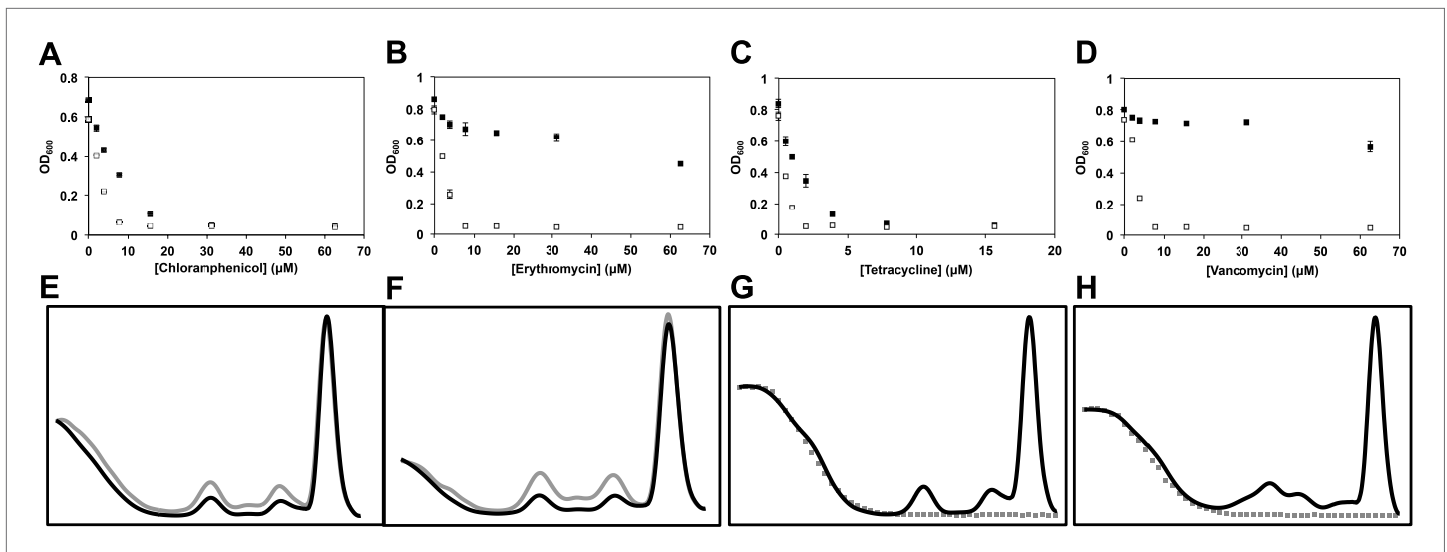 A
B
C
D
0.8
0.6
0.4
0.2
0
OD600
0 10 20 30 40 50 60 70
[Chloramphenicol] (µM)
1
0.8
0.6
0.4
0.2
0
OD600
0 10 20 30 40 50 60 70
[Erythromycin] (µM)
1
0.8
0.6
0.4
0.2
0
OD600
0 5 10 15 20
[Tetracycline] (µM)
1
0.8
0.6
0.4
0.2
0
OD600
0 10 20 30 40 50 60 70
[Vancomycin] (µM)
E
F
G
H